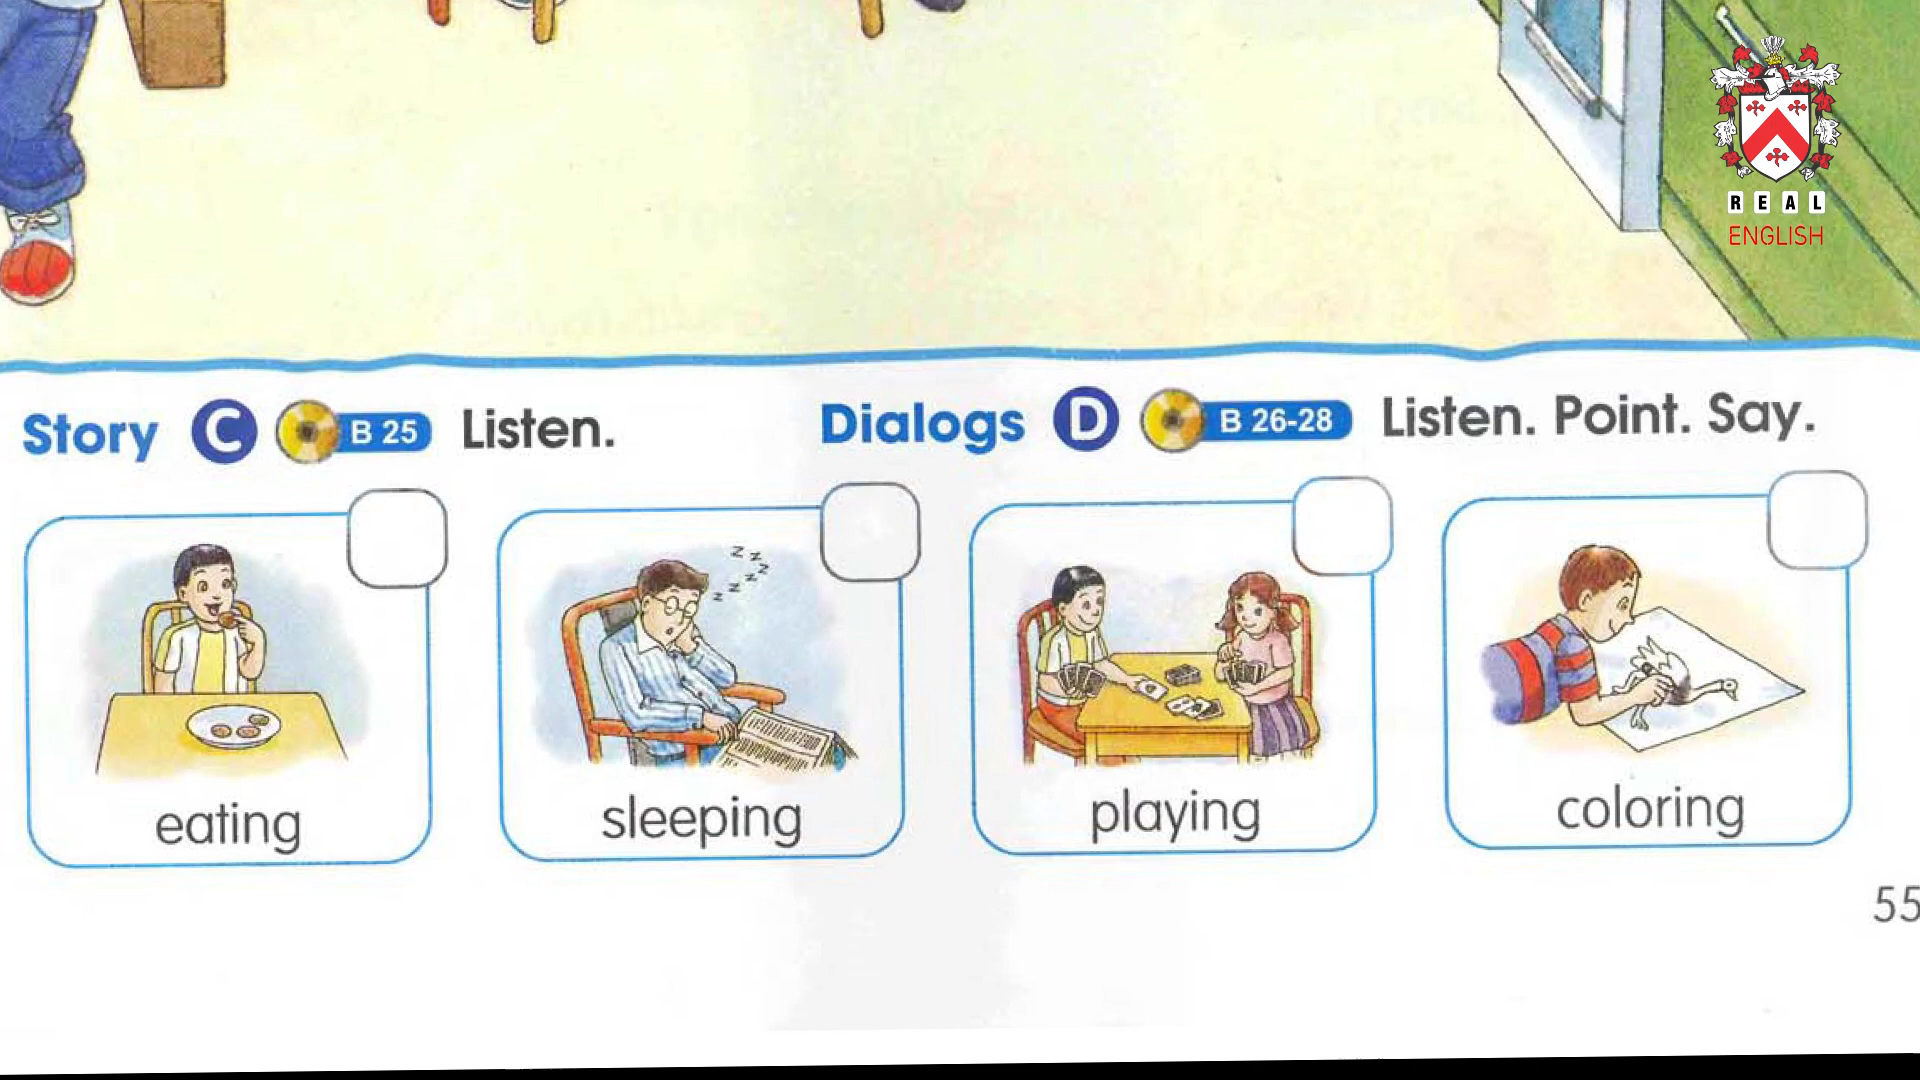 REAL
ENGLISH
Story C B 25 Listen.
Dialogs D B 26-28 Listen. Point. Say.
z z z z z z
eating
sleeping
playing
coloring
55